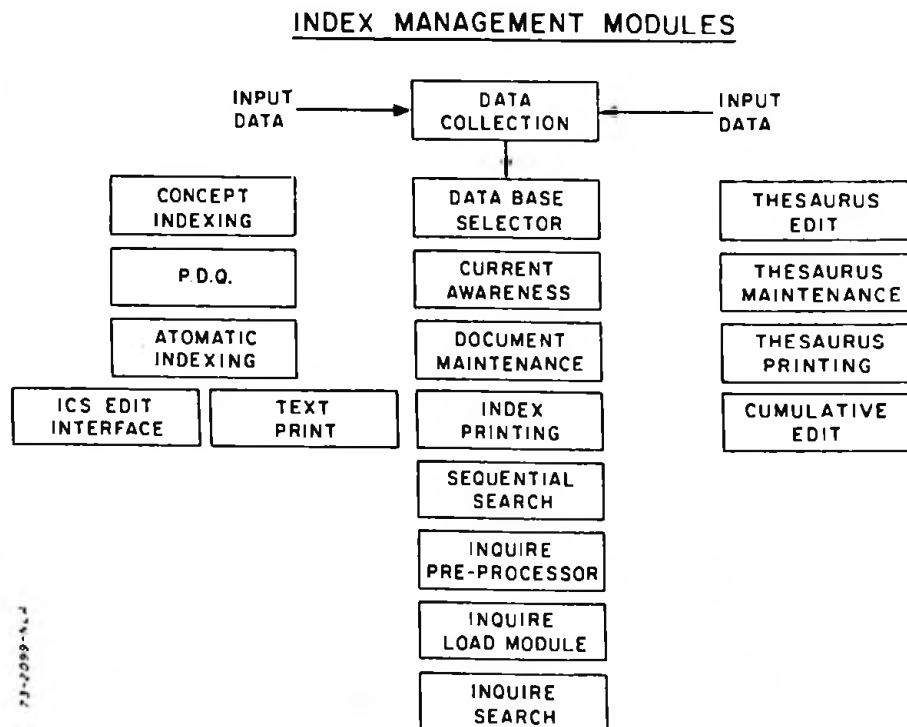 INDEX MANAGEMENT MODULES
INPUT
DATA
DATA
COLLECTION
INPUT
DATA
CONCEPT
INDEXING
P.D.Q.
ATOMATIC
INDEXING
ICS EDIT
INTERFACE
TEXT
PRINT
DATA BASE
SELECTOR
CURRENT
AWARENESS
DOCUMENT
MAINTENANCE
INDEX
PRINTING
SEQUENTIAL
SEARCH
INQUIRE
PRE-PROCESSOR
INQUIRE
LOAD MODULE
INQUIRE
SEARCH
THESAURUS
EDIT
THESAURUS
MAINTENANCE
THESAURUS
PRINTING
CUMULATIVE
EDIT